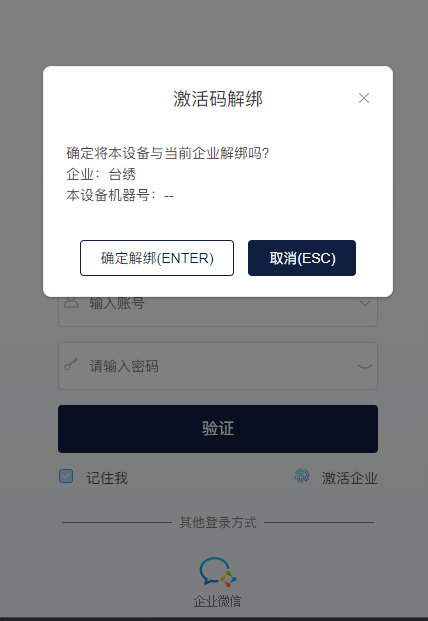 激活码解绑
确定将本设备与当前企业解绑吗?
企业：台绣
本设备机器号：--
确定解绑(ENTER)
取消(ESC)
输入账号
请输入密码
验证
记住我
激活企业
其他登录方式
企业微信